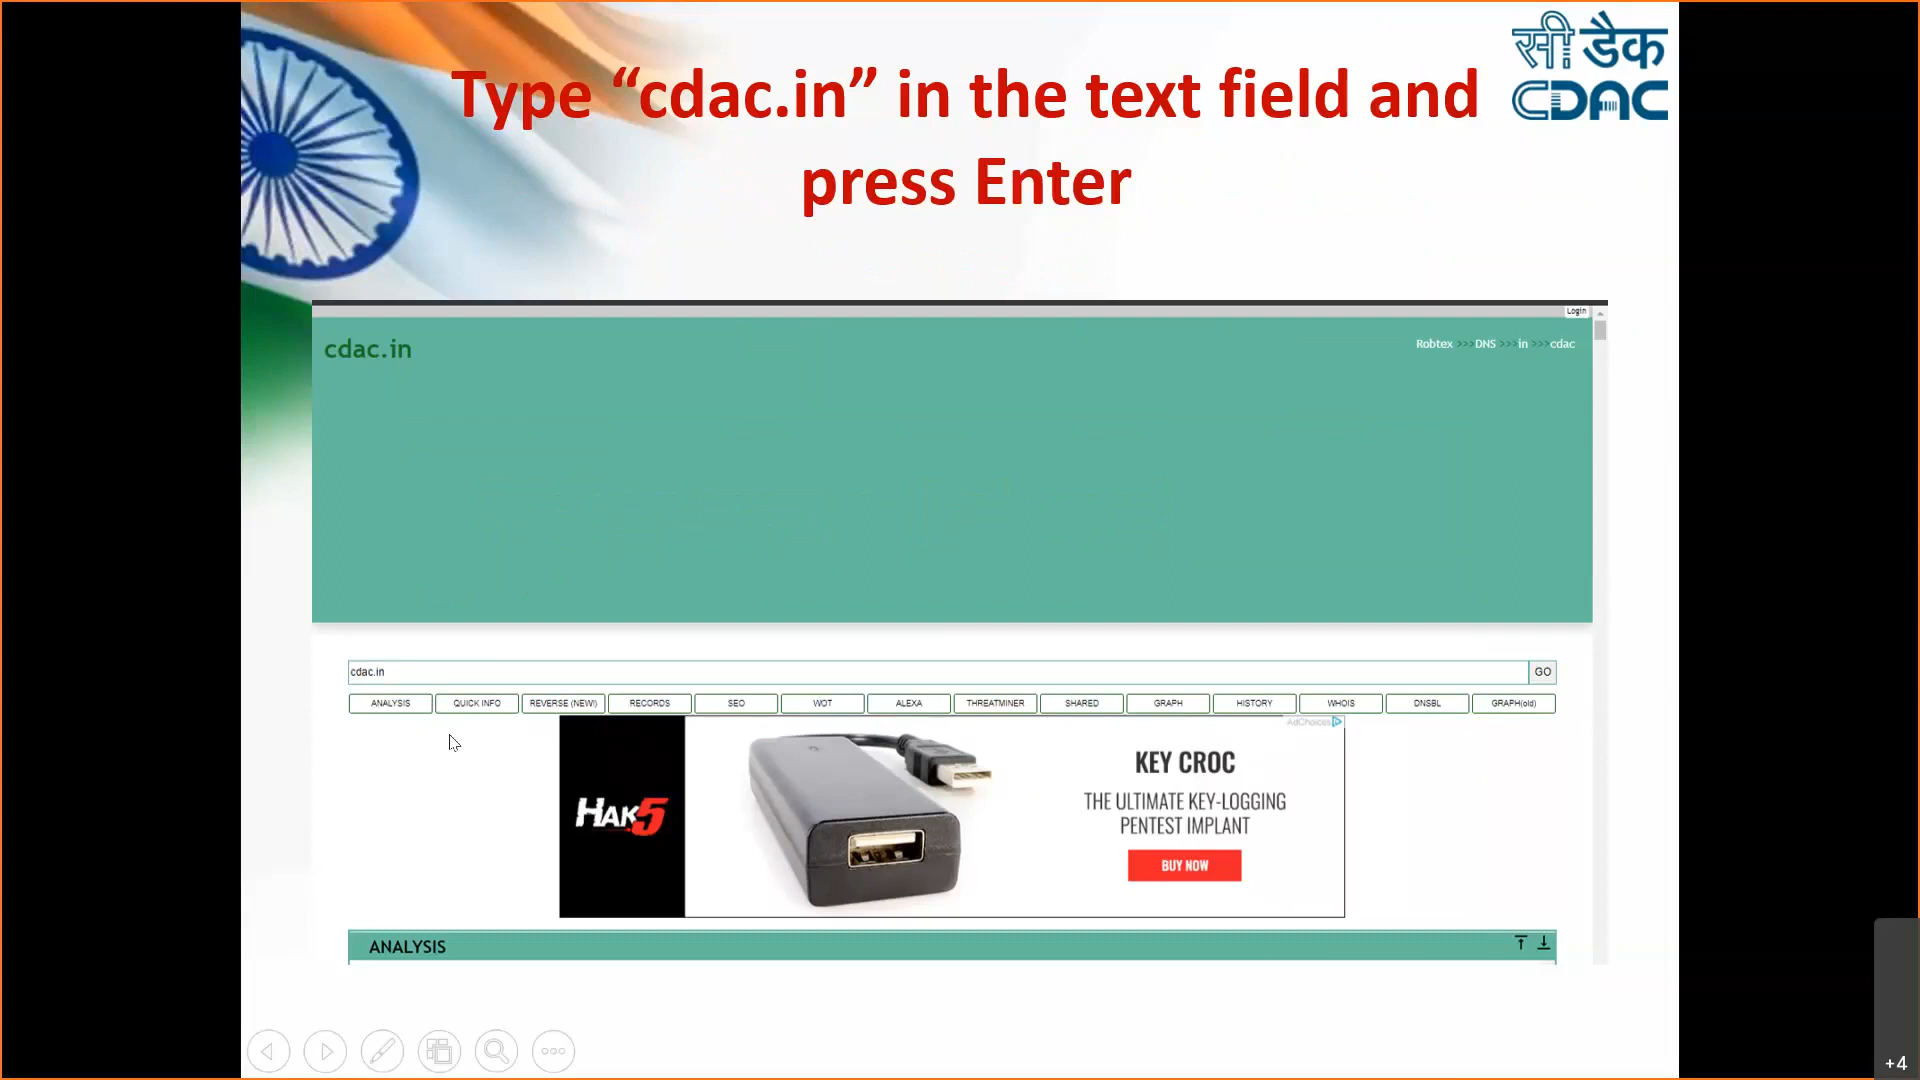 सी डैक
CDAC
Type “cdac.in” in the text field and
press Enter
Login
cdac.in
Robtex >>>DNS >>>in >>>cdac
cdac.in
GO
ANALYSIS QUICK INFO REVERSE (NEW!) RECORDS SEO WOT ALEXA THREATMINER SHARED GRAPH HISTORY WHOIS DNSBL GRAPH(old)
AdChoices
HAK5
KEY CROC
THE ULTIMATE KEY-LOGGING
PENTEST IMPLANT
BUY NOW
ANALYSIS
+4